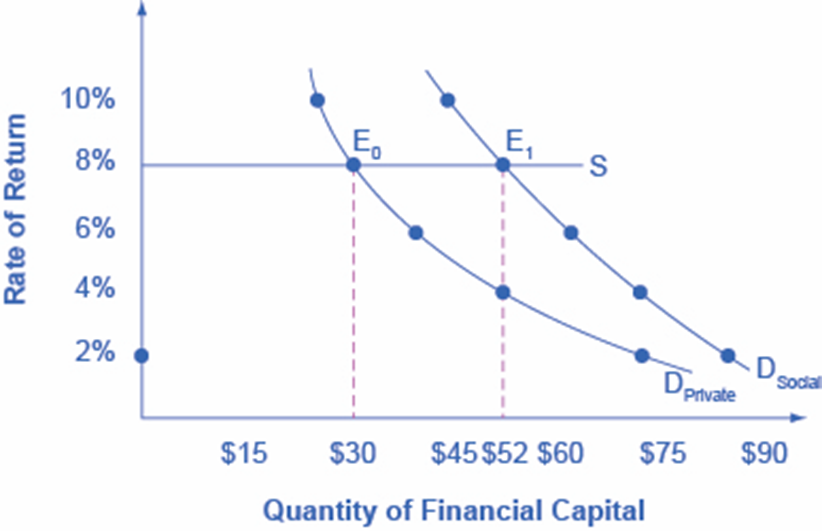 Rate of Return
10%
8%
6%
4%
2%
E0
E1
S
DPrivate
DSocial
$15 $30 $45 $52 $60 $75 $90
Quantity of Financial Capital